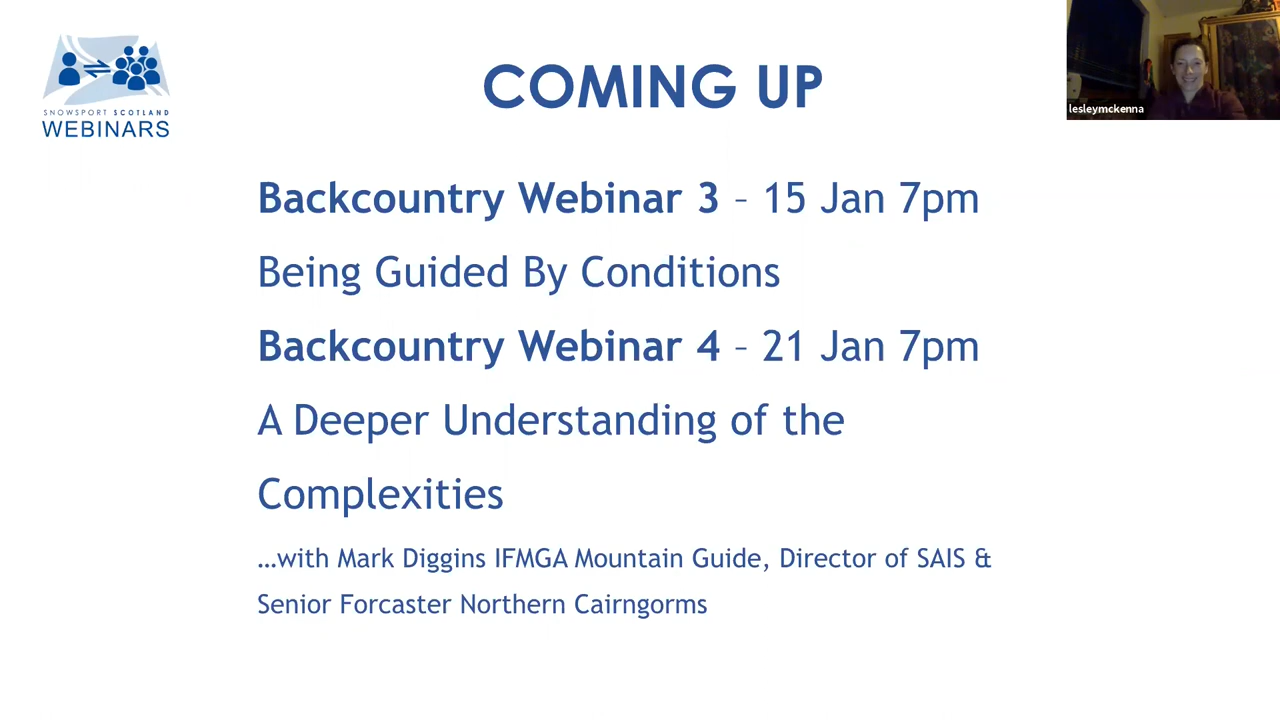 COMING UP
lesleymckenna
SNOWSPORT SCOTLAND
WEBINARS
Backcountry Webinar 3 – 15 Jan 7pm
Being Guided By Conditions
Backcountry Webinar 4 – 21 Jan 7pm
A Deeper Understanding of the
Complexities
…with Mark Diggins IFMGA Mountain Guide, Director of SAIS &
Senior Forcaster Northern Cairngorms